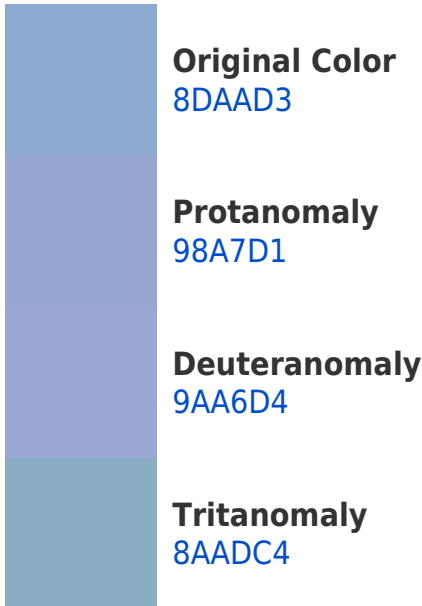 Original Color
8DAAD3
Protanomaly
98A7D1
Deuteranomaly
9AA6D4
Tritanomaly
8AADC4